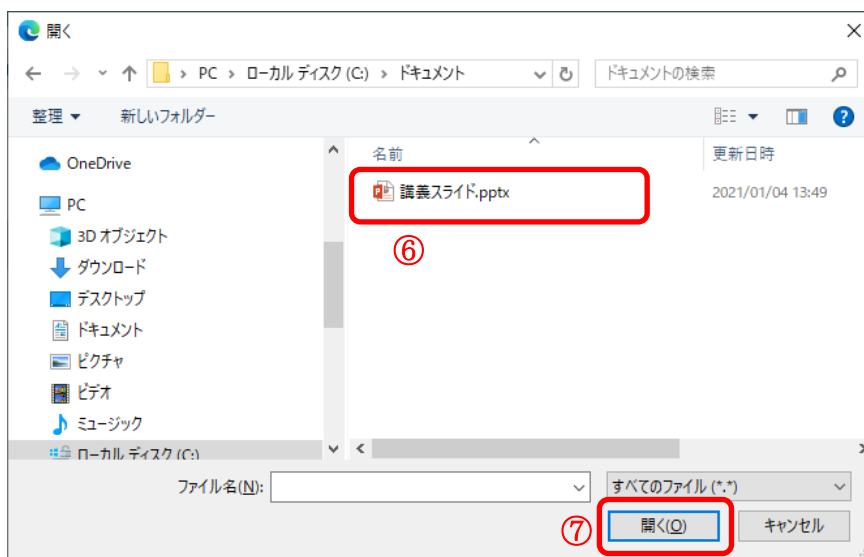 開く
PC › ローカル ディスク (C:) › ドキュメント
ドキュメントの検索
整理
新しいフォルダー
名前
更新日時
OneDrive
PC
3D オブジェクト
ダウンロード
デスクトップ
ドキュメント
ピクチャ
ビデオ
ミュージック
ローカル ディスク (C:)
講義スライド.pptx
2021/01/04 13:49
⑥
ファイル名(N):
すべてのファイル (*.*)
⑦
開く(O)
キャンセル